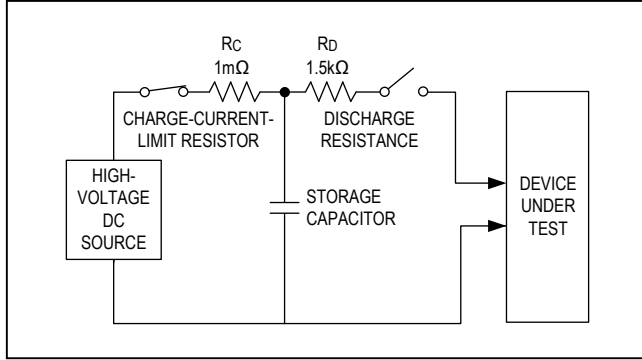 RC
1mΩ
RD
1.5kΩ
CHARGE-CURRENT-
LIMIT RESISTOR
DISCHARGE
RESISTANCE
HIGH-
VOLTAGE
DC
SOURCE
STORAGE
CAPACITOR
DEVICE
UNDER
TEST